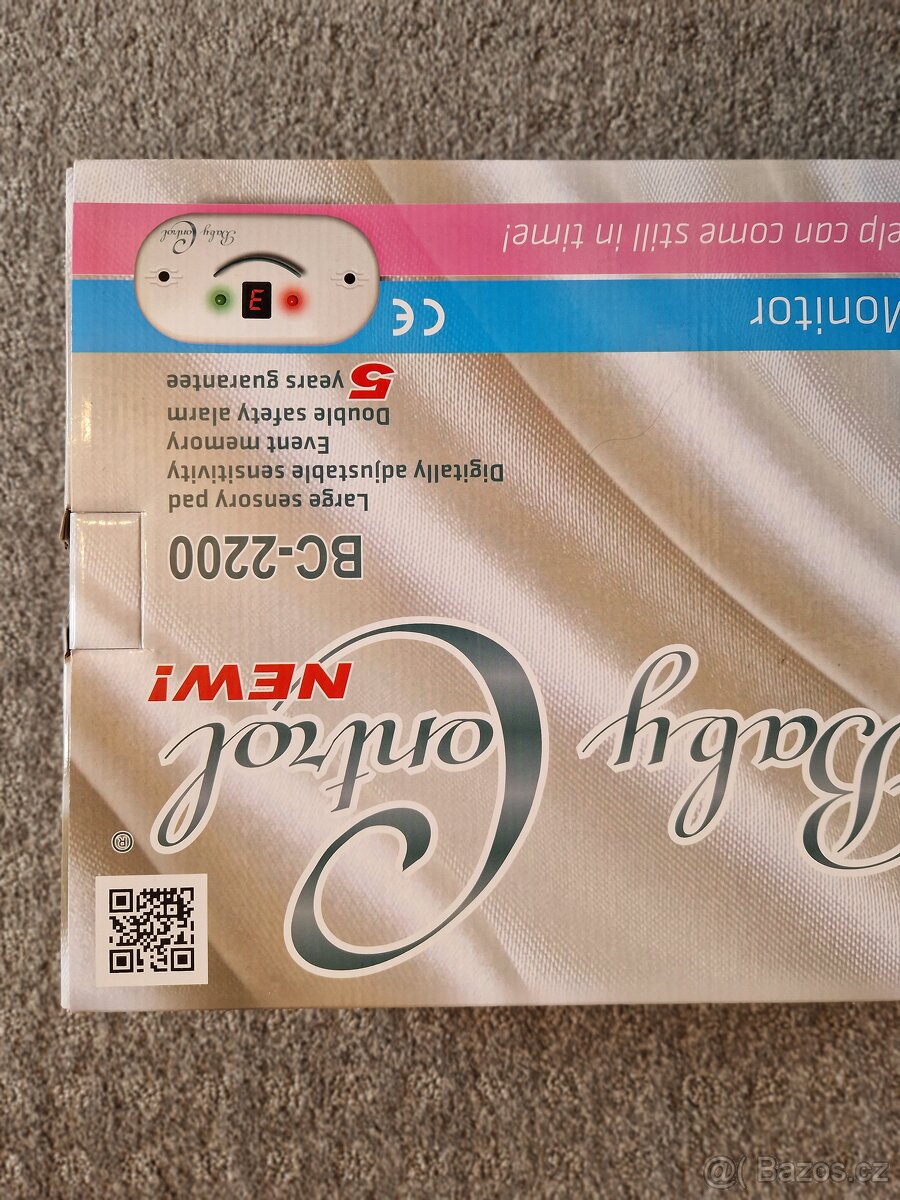 Baby Control
®
NEW!
BC-2200
Large sensory pad
Digitally adjustable sensitivity
Event memory
Double safety alarm
5 years guarantee
Monitor
CE
elp can come still in time!
E
Baby Control
@( Bazos.cz